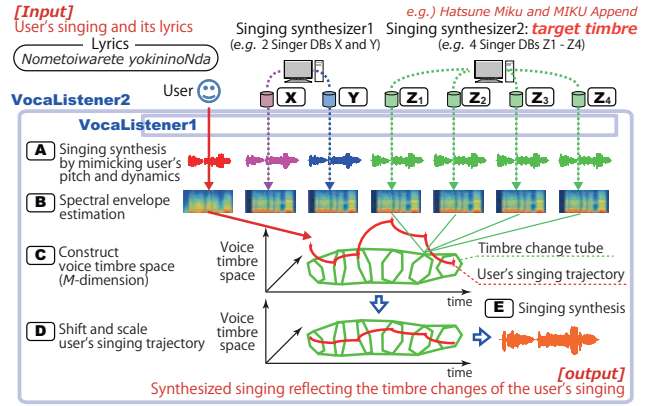 [Input]
User's singing and its lyrics
Lyrics
Nometoiwarete yokininoNda
Singing synthesizer1
(e.g. 2 Singer DBs X and Y)
e.g.) Hatsune Miku and MIKU Append
Singing synthesizer2: target timbre
(e.g. 4 Singer DBs Z1 - Z4)
User
X
Y
Z1
Z2
Z3
Z4
VocaListener2
VocaListener1
A Singing synthesis
by mimicking user's
pitch and dynamics
B Spectral envelope
estimation
C Construct
voice timbre space
(M-dimension)
Voice
timbre
space
Timbre change tube
User's singing trajectory
time
D Shift and scale
user's singing trajectory
Voice
timbre
space
time
E Singing synthesis
[output]
Synthesized singing reflecting the timbre changes of the user's singing